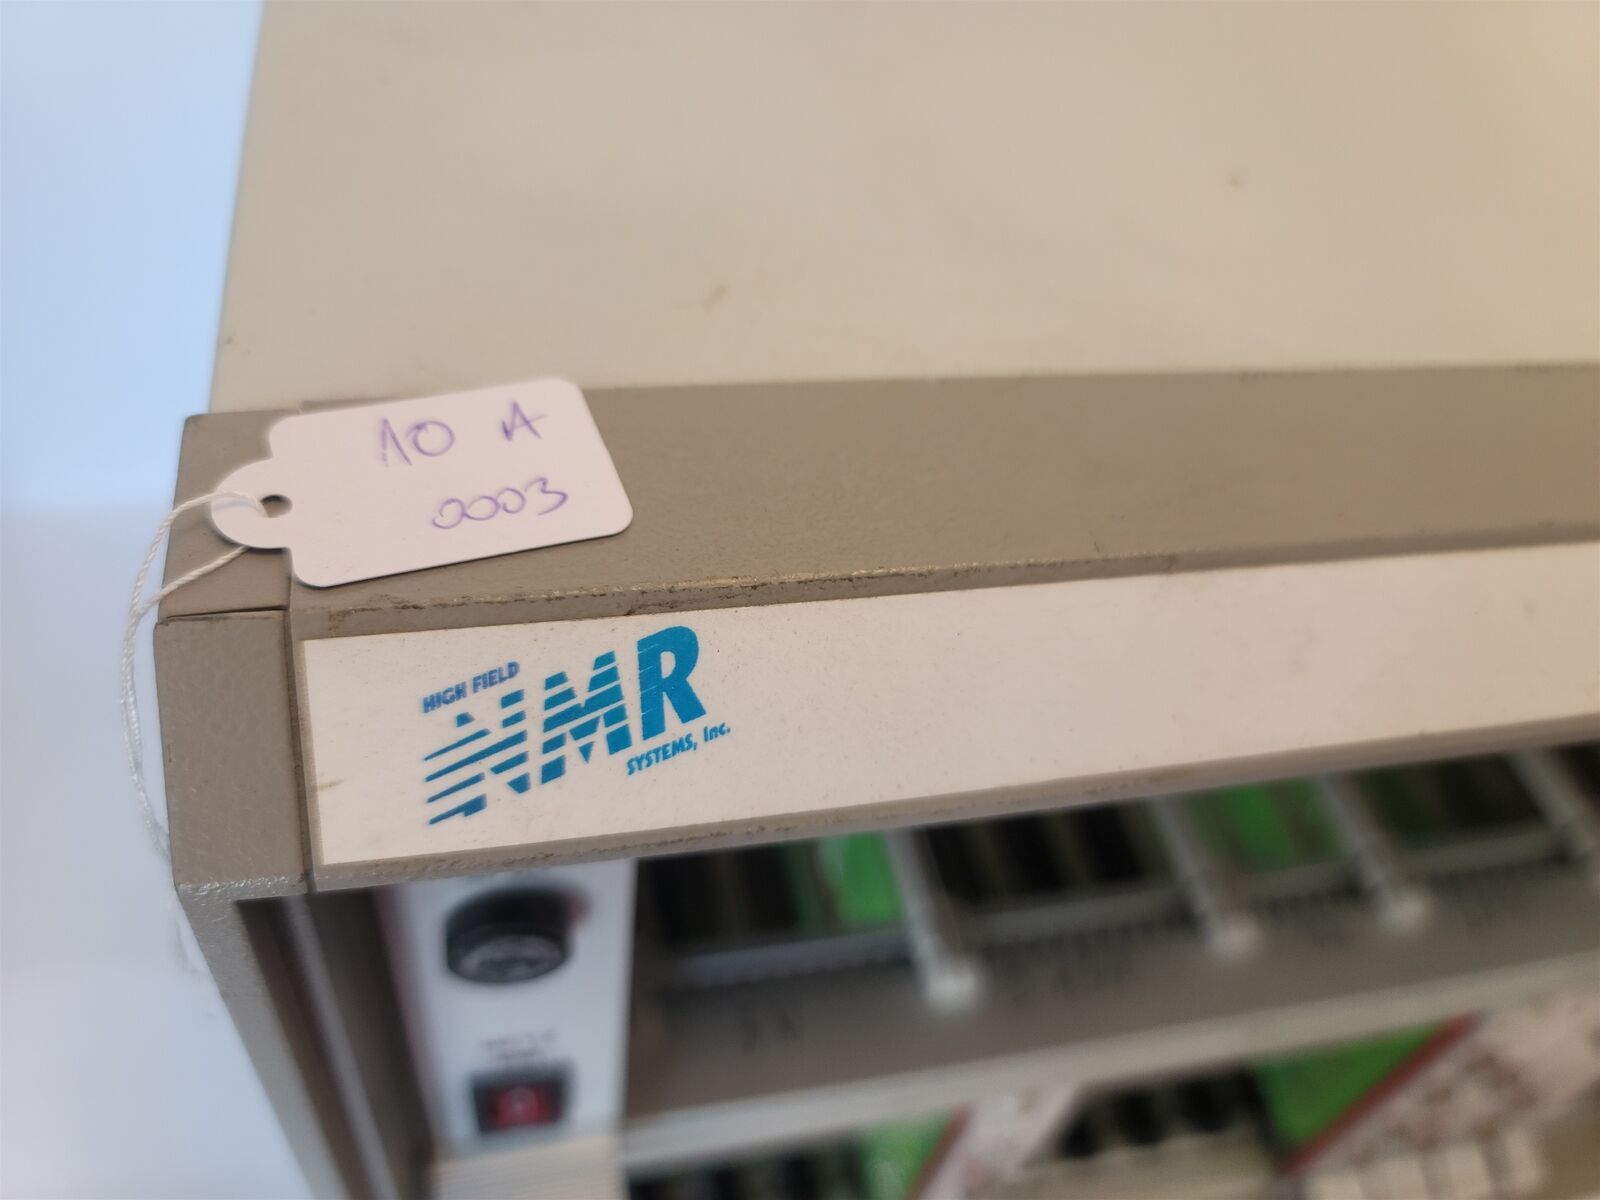 10 A
0003
HIGH FIELD
NMR
SYSTEMS, Inc.